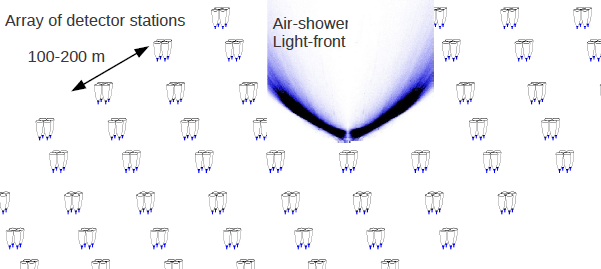 Array of detector stations
100-200 m
Air-shower
Light-front